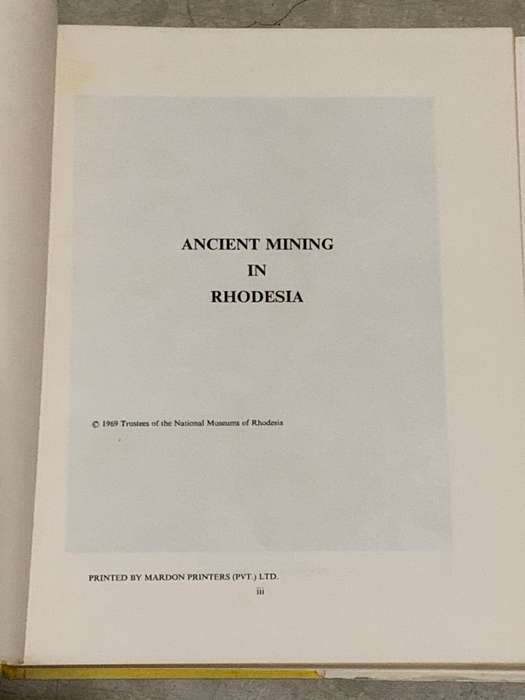 ANCIENT MINING
IN
RHODESIA
© 1969 Trustees of the National Museums of Rhodesia
PRINTED BY MARDON PRINTERS (PVT.) LTD.
iii